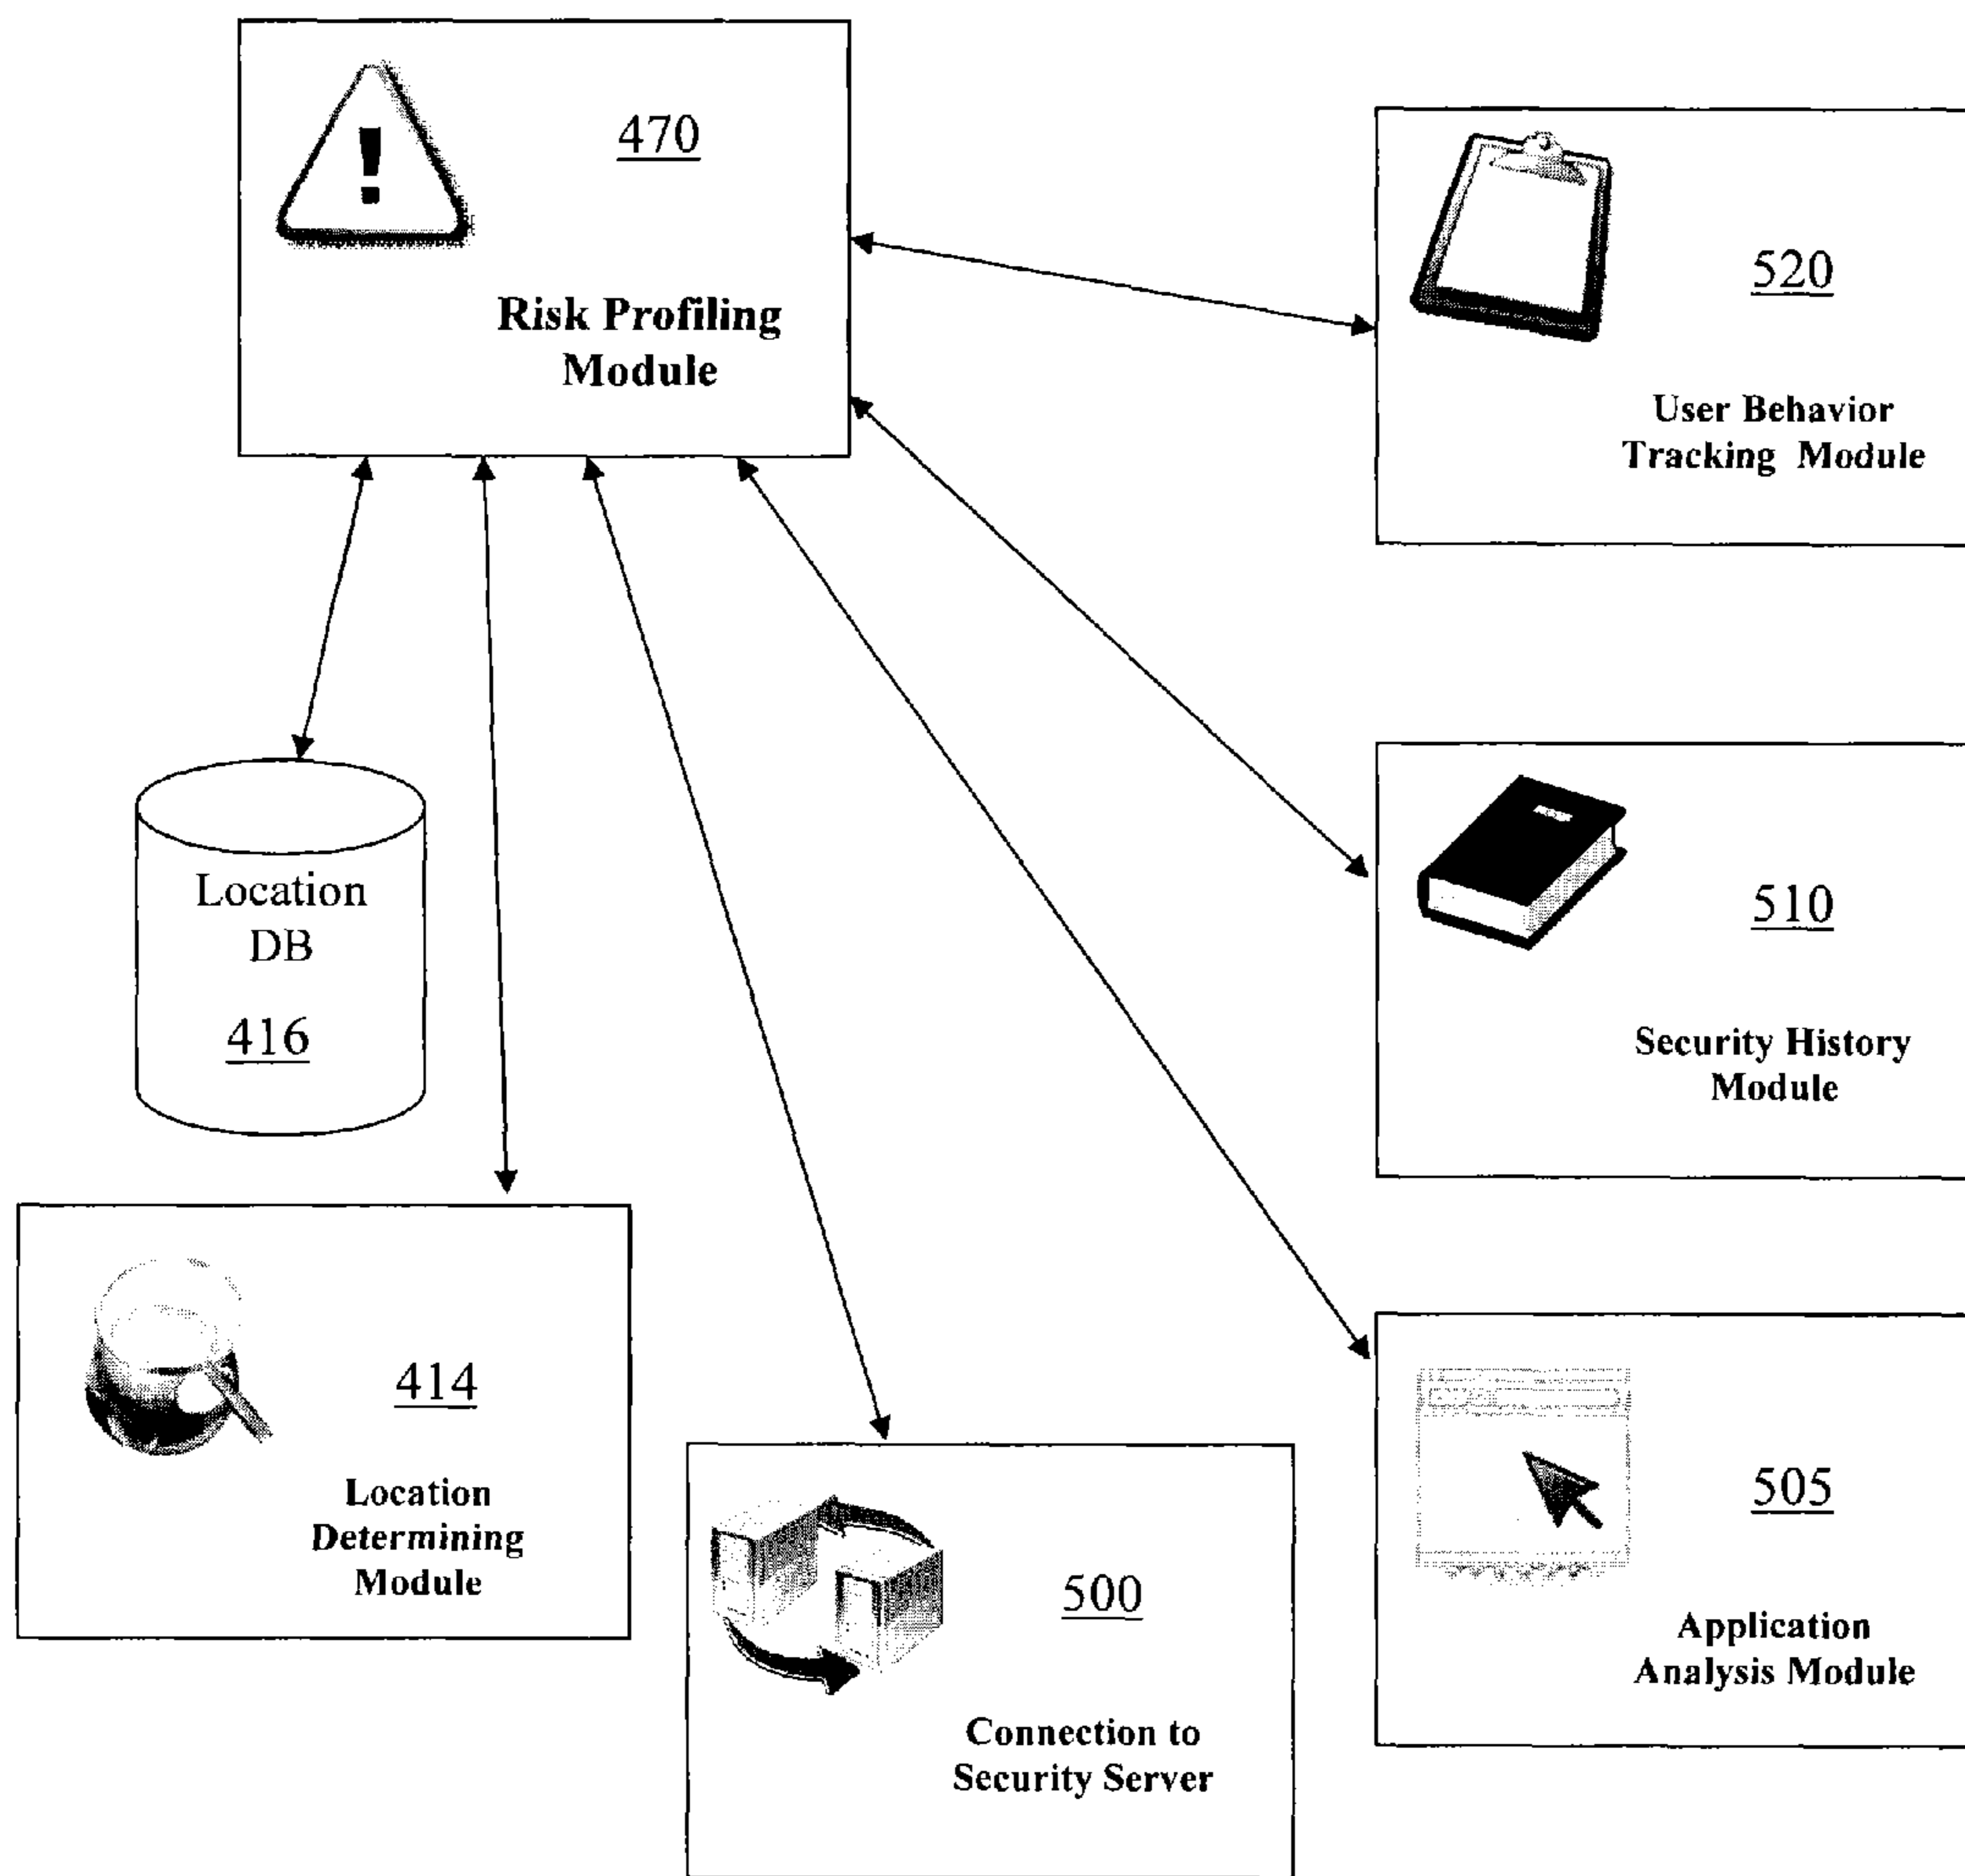 470
Risk Profiling
Module
520
User Behavior
Tracking Module
Location
DB
416
510
Security History
Module
414
Location
Determining
Module
500
Connection to
Security Server
505
Application
Analysis Module